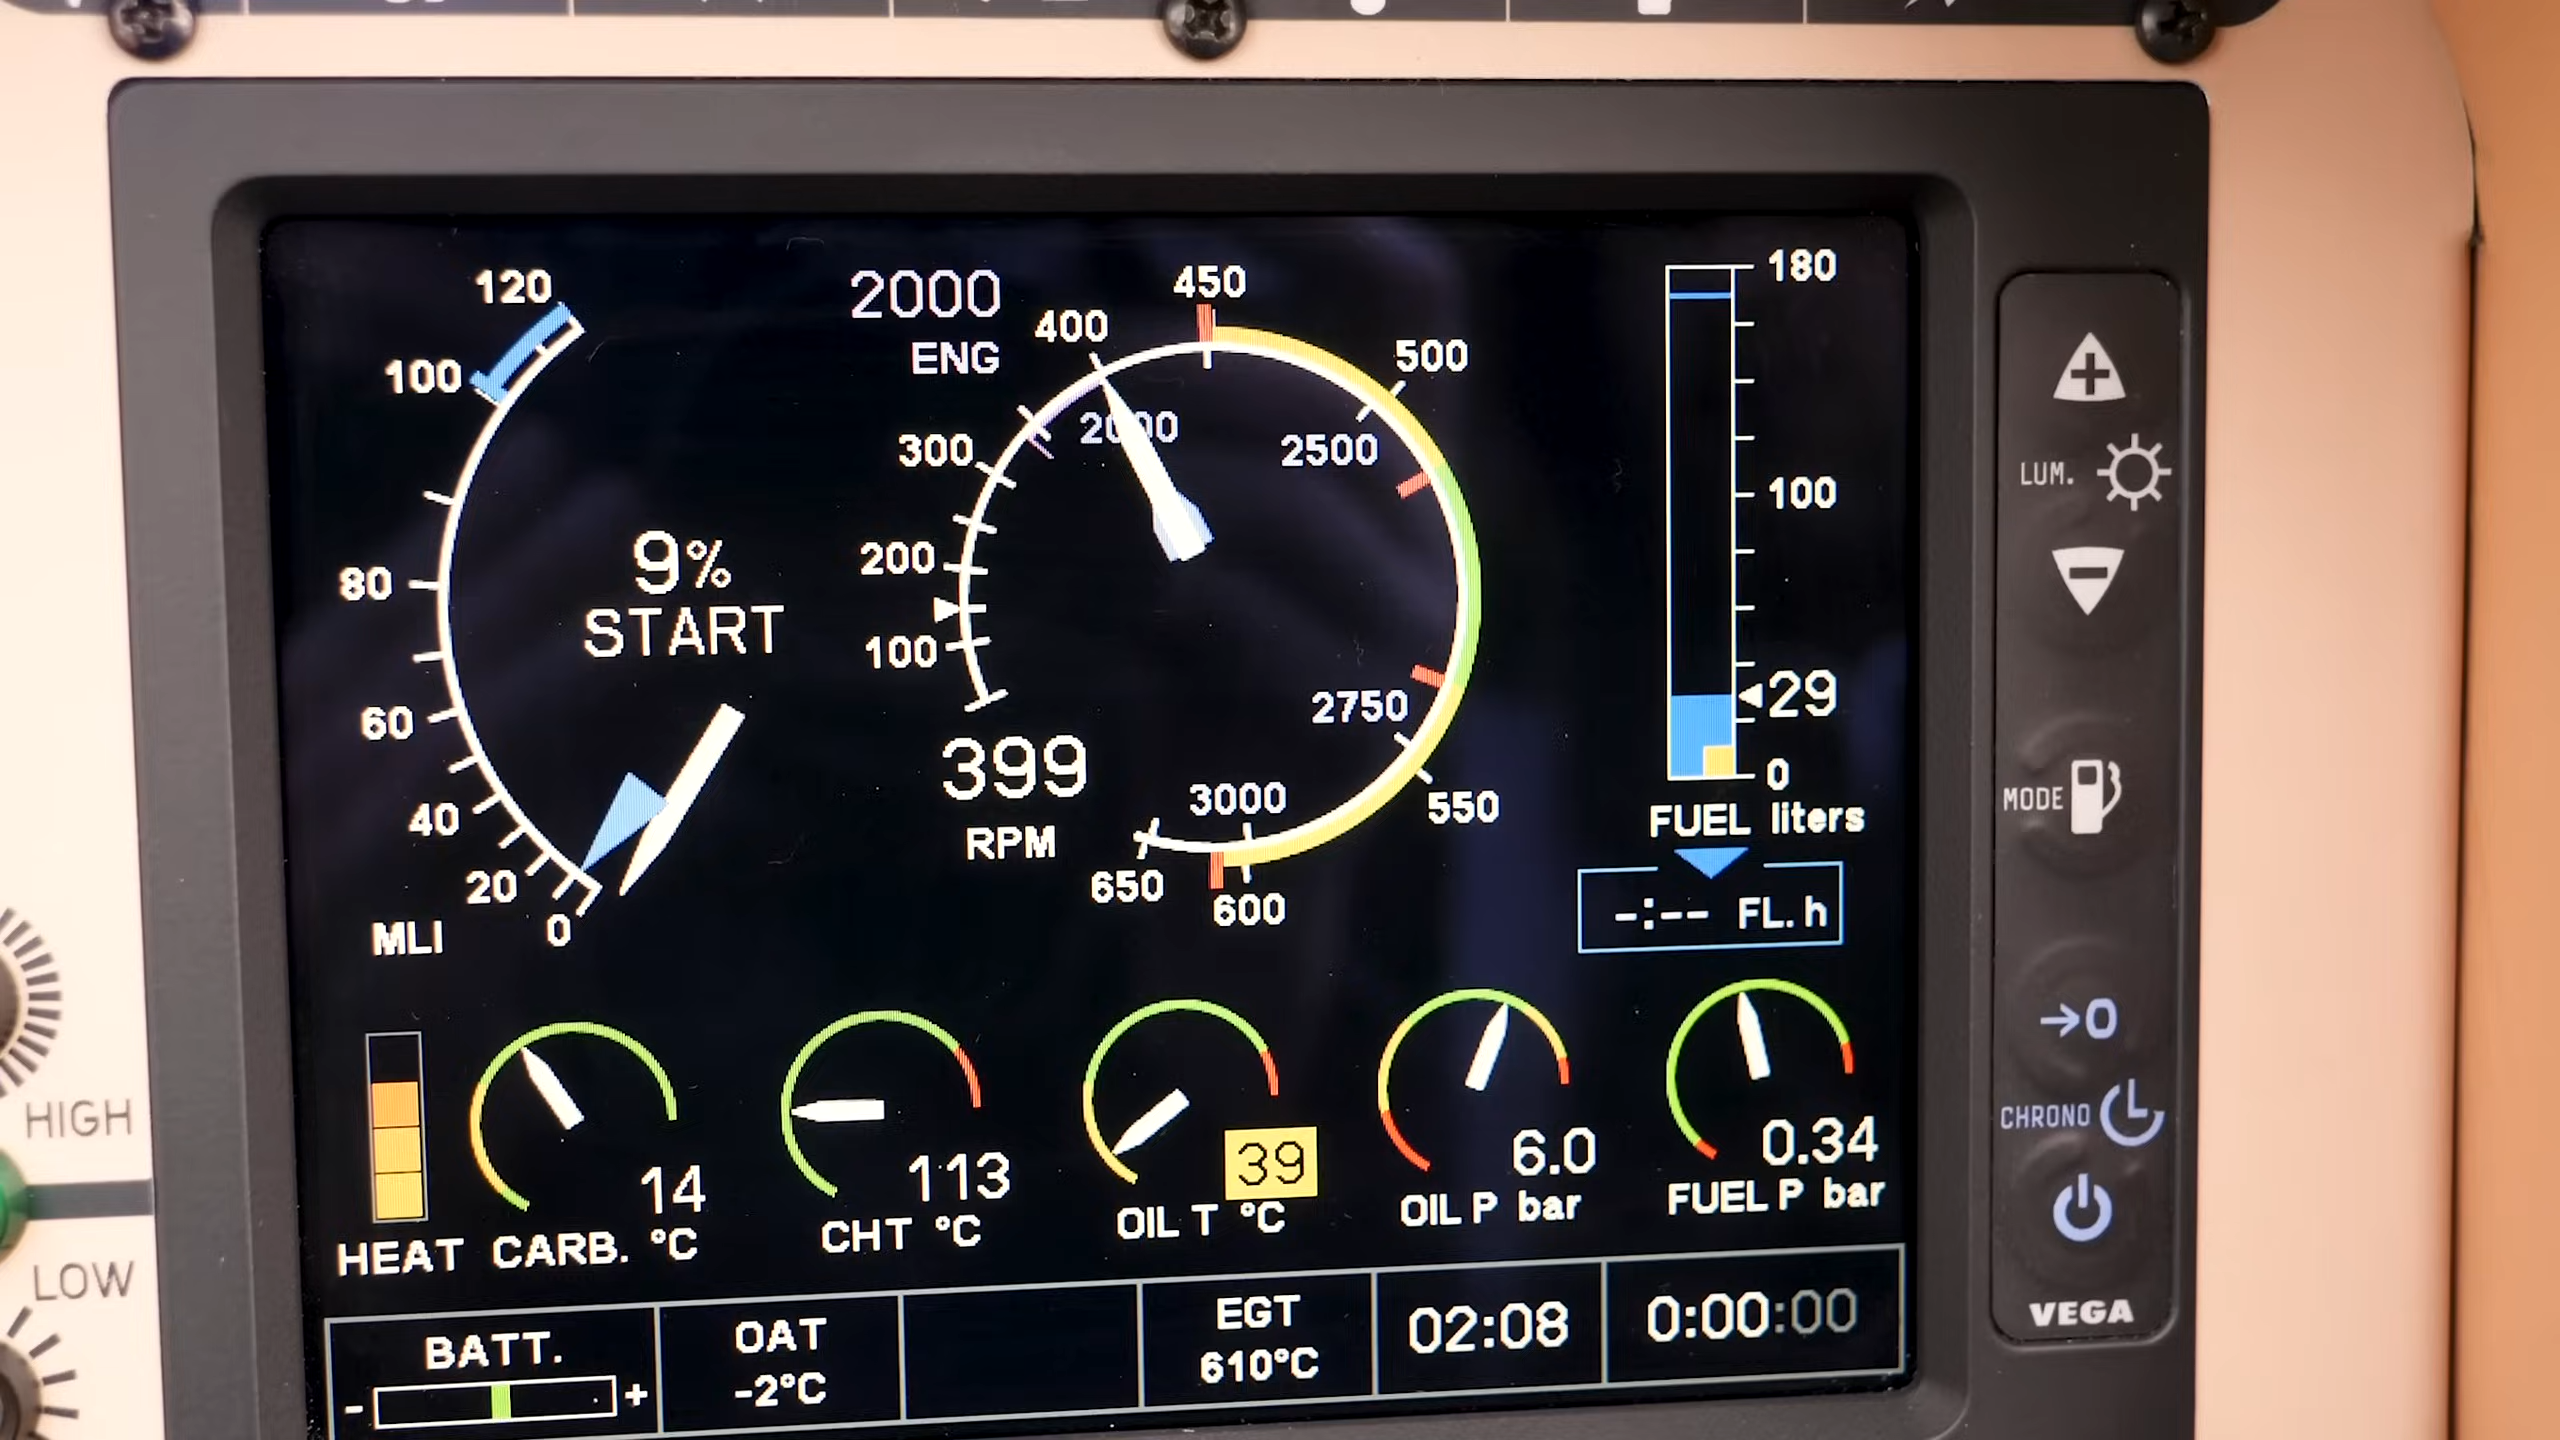 120
100
80
60
40
20
0
MLI
9%
START
2000
ENG
400
450
500
300
2000
2500
200
100
399
RPM
2750
3000
550
650
600
180
100
29
0
FUEL liters
-:-- FL.h
HEAT CARB. °C
14
113
CHT °C
39
OIL T °C
6.0
OIL P bar
0.34
FUEL P bar
BATT.
- +
OAT
-2°C
EGT
610°C
02:08
0:00:00
+
LUM.
-
MODE
→0
CHRONO
VEGA
HIGH
LOW